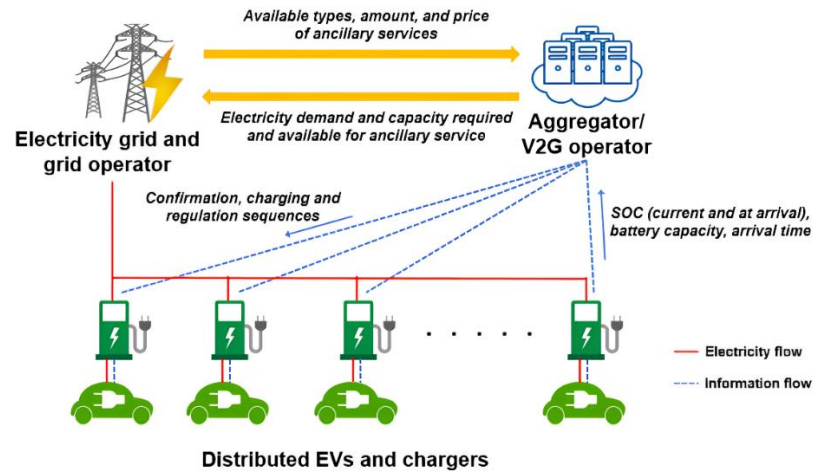 Available types, amount, and price
of ancillary services
Electricity demand and capacity required
and available for ancillary service
Electricity grid and
grid operator
Aggregator/
V2G operator
Confirmation, charging and
regulation sequences
SOC (current and at arrival),
battery capacity, arrival time
Electricity flow
Information flow
Distributed EVs and chargers